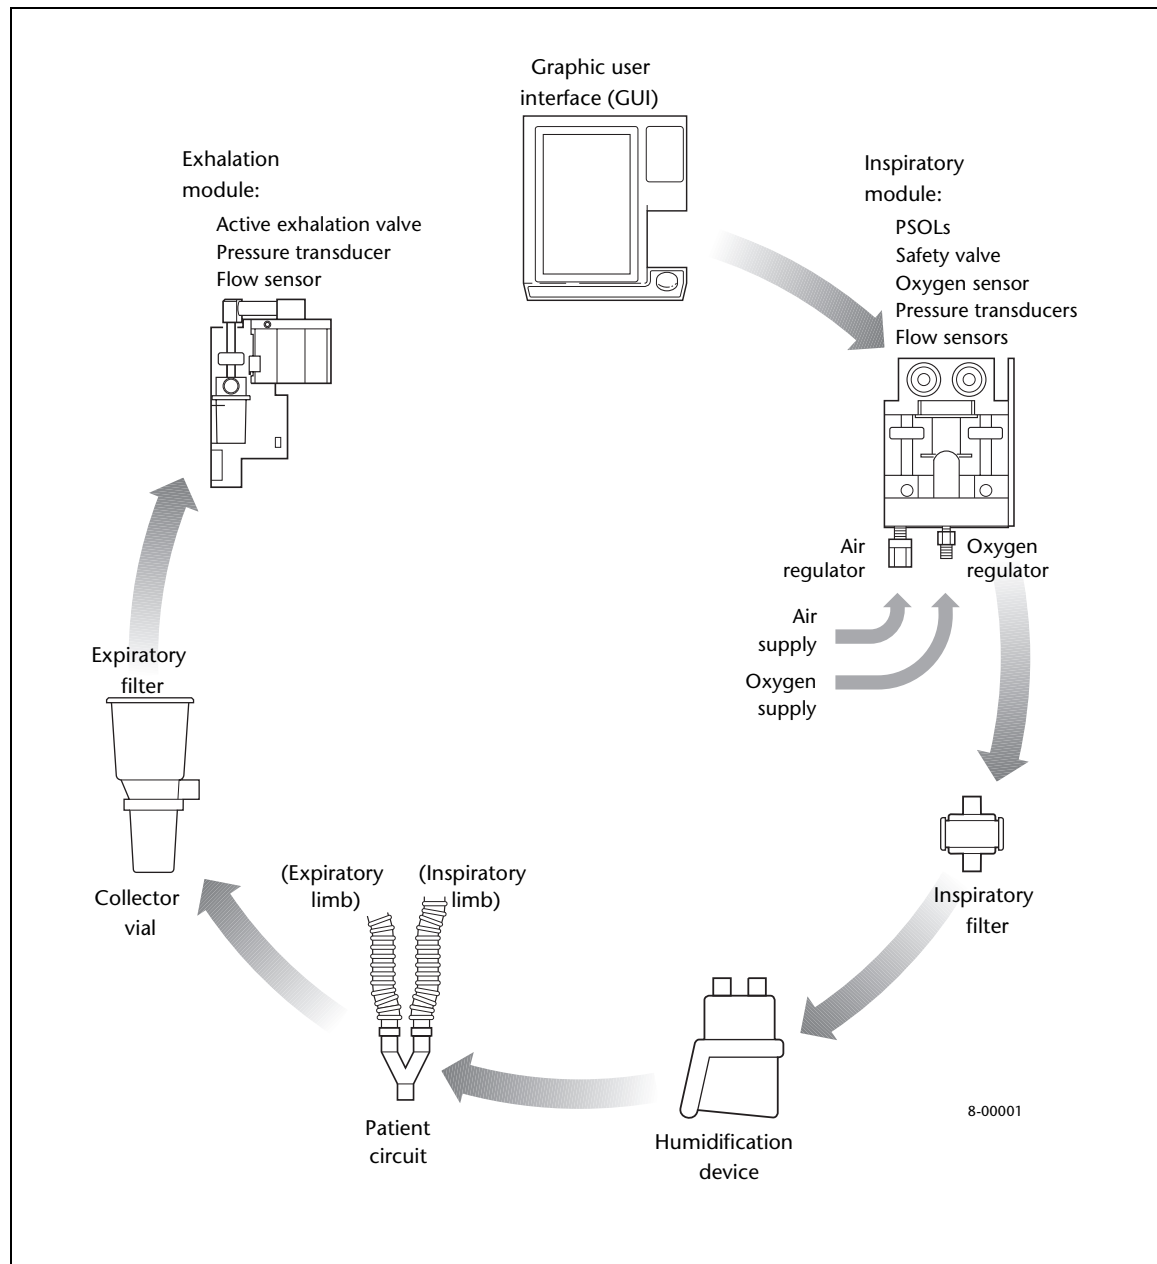 Graphic user
interface (GUI)
Exhalation
module:
Active exhalation valve
Pressure transducer
Flow sensor
Inspiratory
module:
PSOLs
Safety valve
Oxygen sensor
Pressure transducers
Flow sensors
Air
regulator
Oxygen
regulator
Air
supply
Oxygen
supply
Expiratory
filter
Collector
vial
(Expiratory
limb)
(Inspiratory
limb)
Inspiratory
filter
Patient
circuit
Humidification
device
8-00001